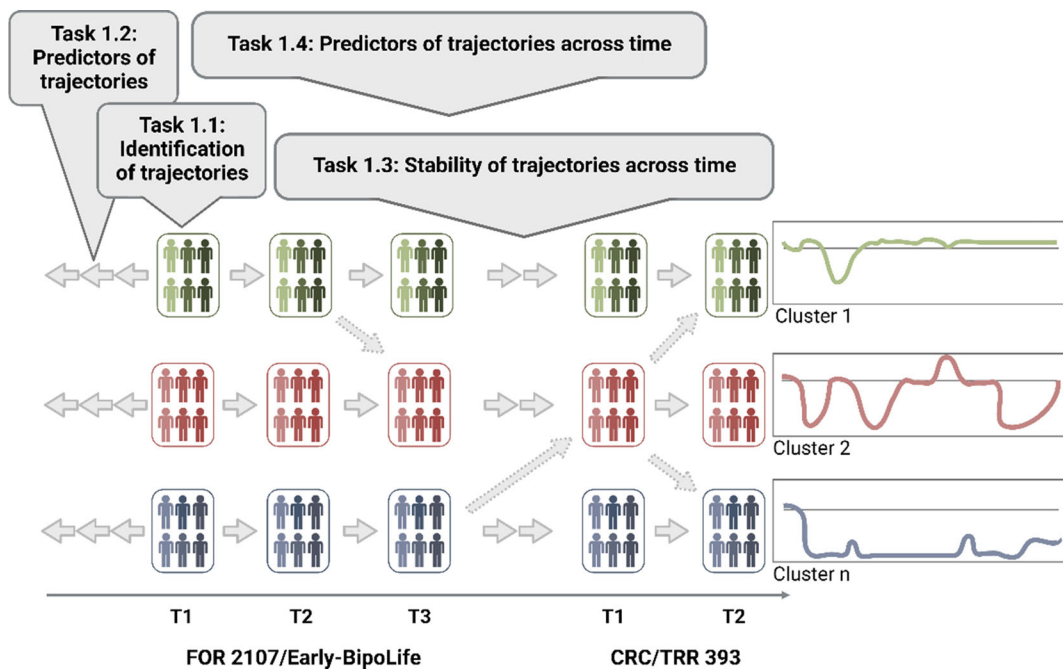 Task 1.2:
Predictors of
trajectories
Task 1.4: Predictors of trajectories across time
Task 1.1:
Identification
of trajectories
Task 1.3: Stability of trajectories across time
Cluster 1
Cluster 2
Cluster n
T1 T2 T3 T1 T2
FOR 2107/Early-BipoLife CRC/TRR 393